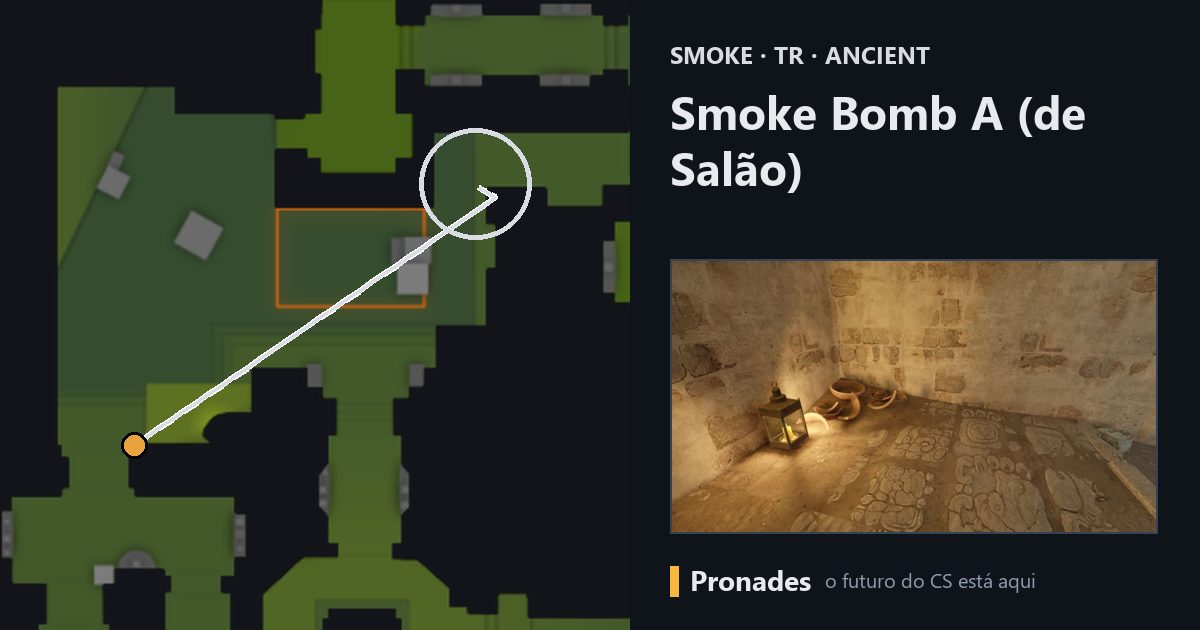 SMOKE · TR · ANCIENT
Smoke Bomb A (de
Salão)
Pronades o futuro do CS está aqui